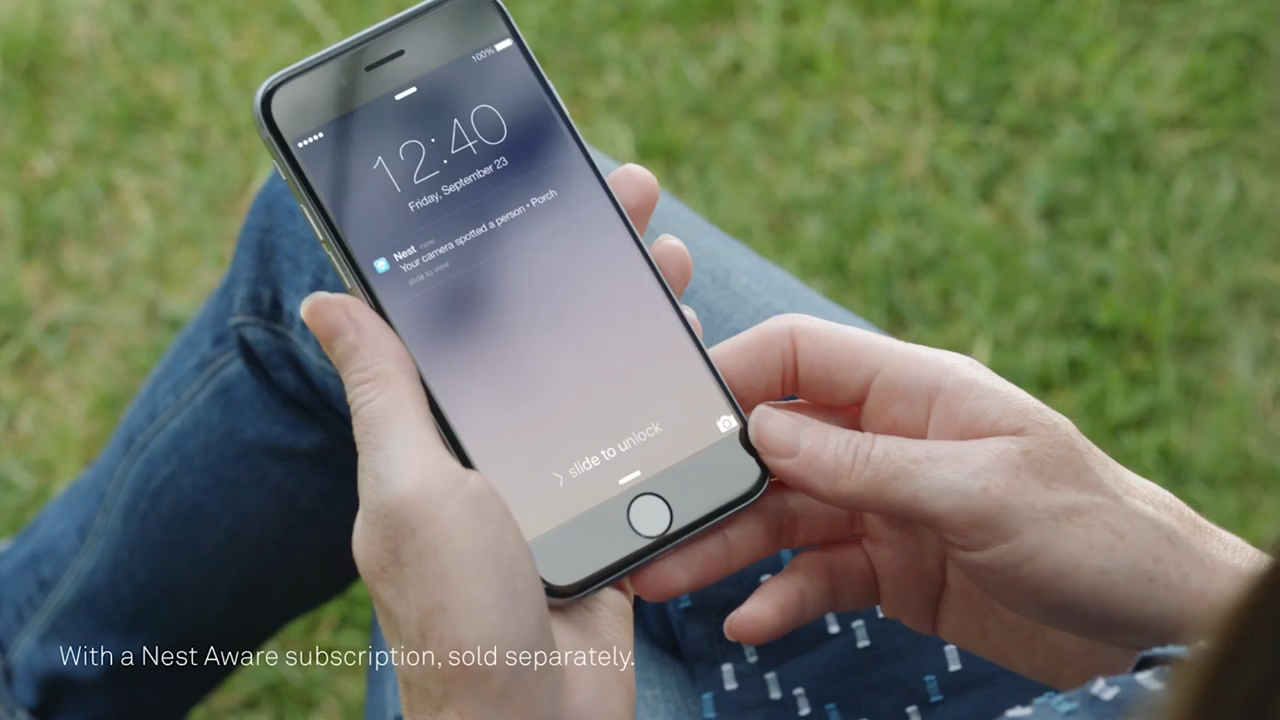 100%
12:40
Friday, September 23
Nest now
Your camera spotted a person • Porch
slide to view
> slide to unlock
With a Nest Aware subscription, sold separately.